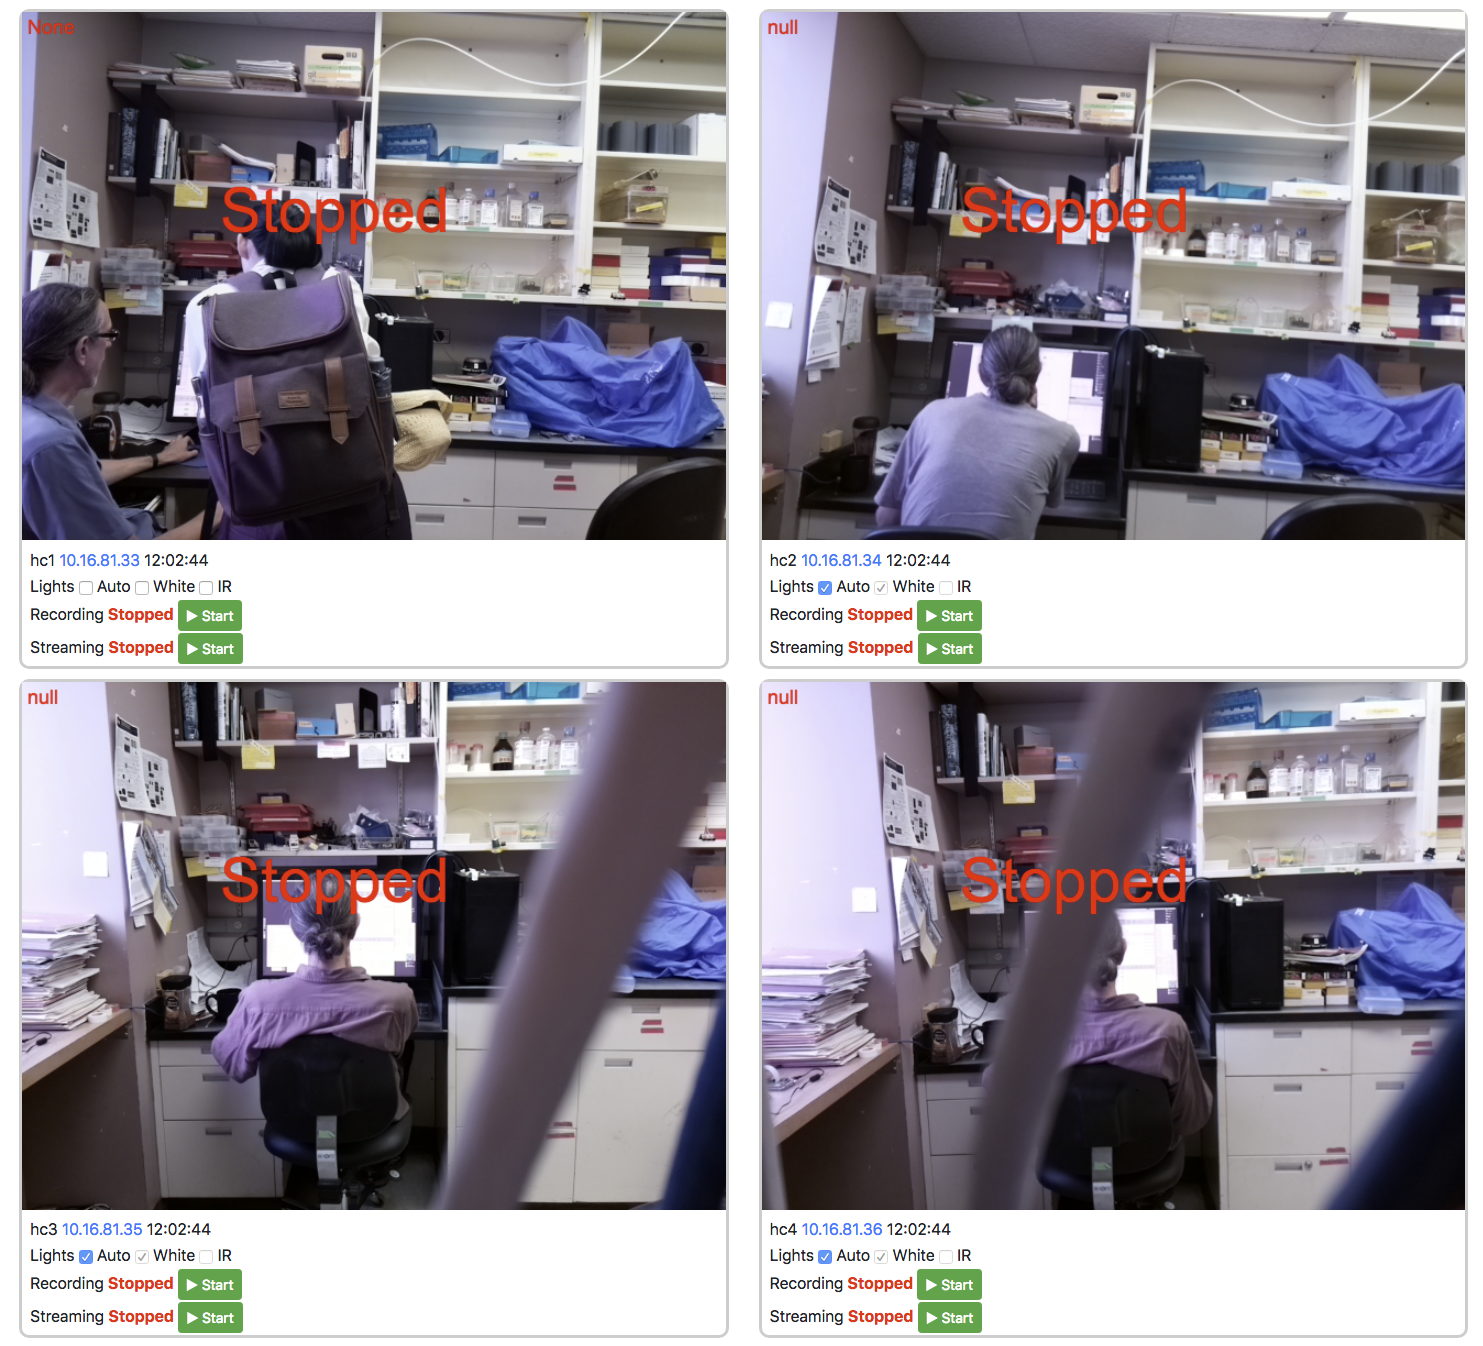 None
Stopped
hc1 10.16.81.33 12:02:44
Lights Auto White IR
Recording Stopped Start
Streaming Stopped Start
null
Stopped
hc2 10.16.81.34 12:02:44
Lights Auto White IR
Recording Stopped Start
Streaming Stopped Start
null
Stopped
hc3 10.16.81.35 12:02:44
Lights Auto White IR
Recording Stopped Start
Streaming Stopped Start
null
Stopped
hc4 10.16.81.36 12:02:44
Lights Auto White IR
Recording Stopped Start
Streaming Stopped Start